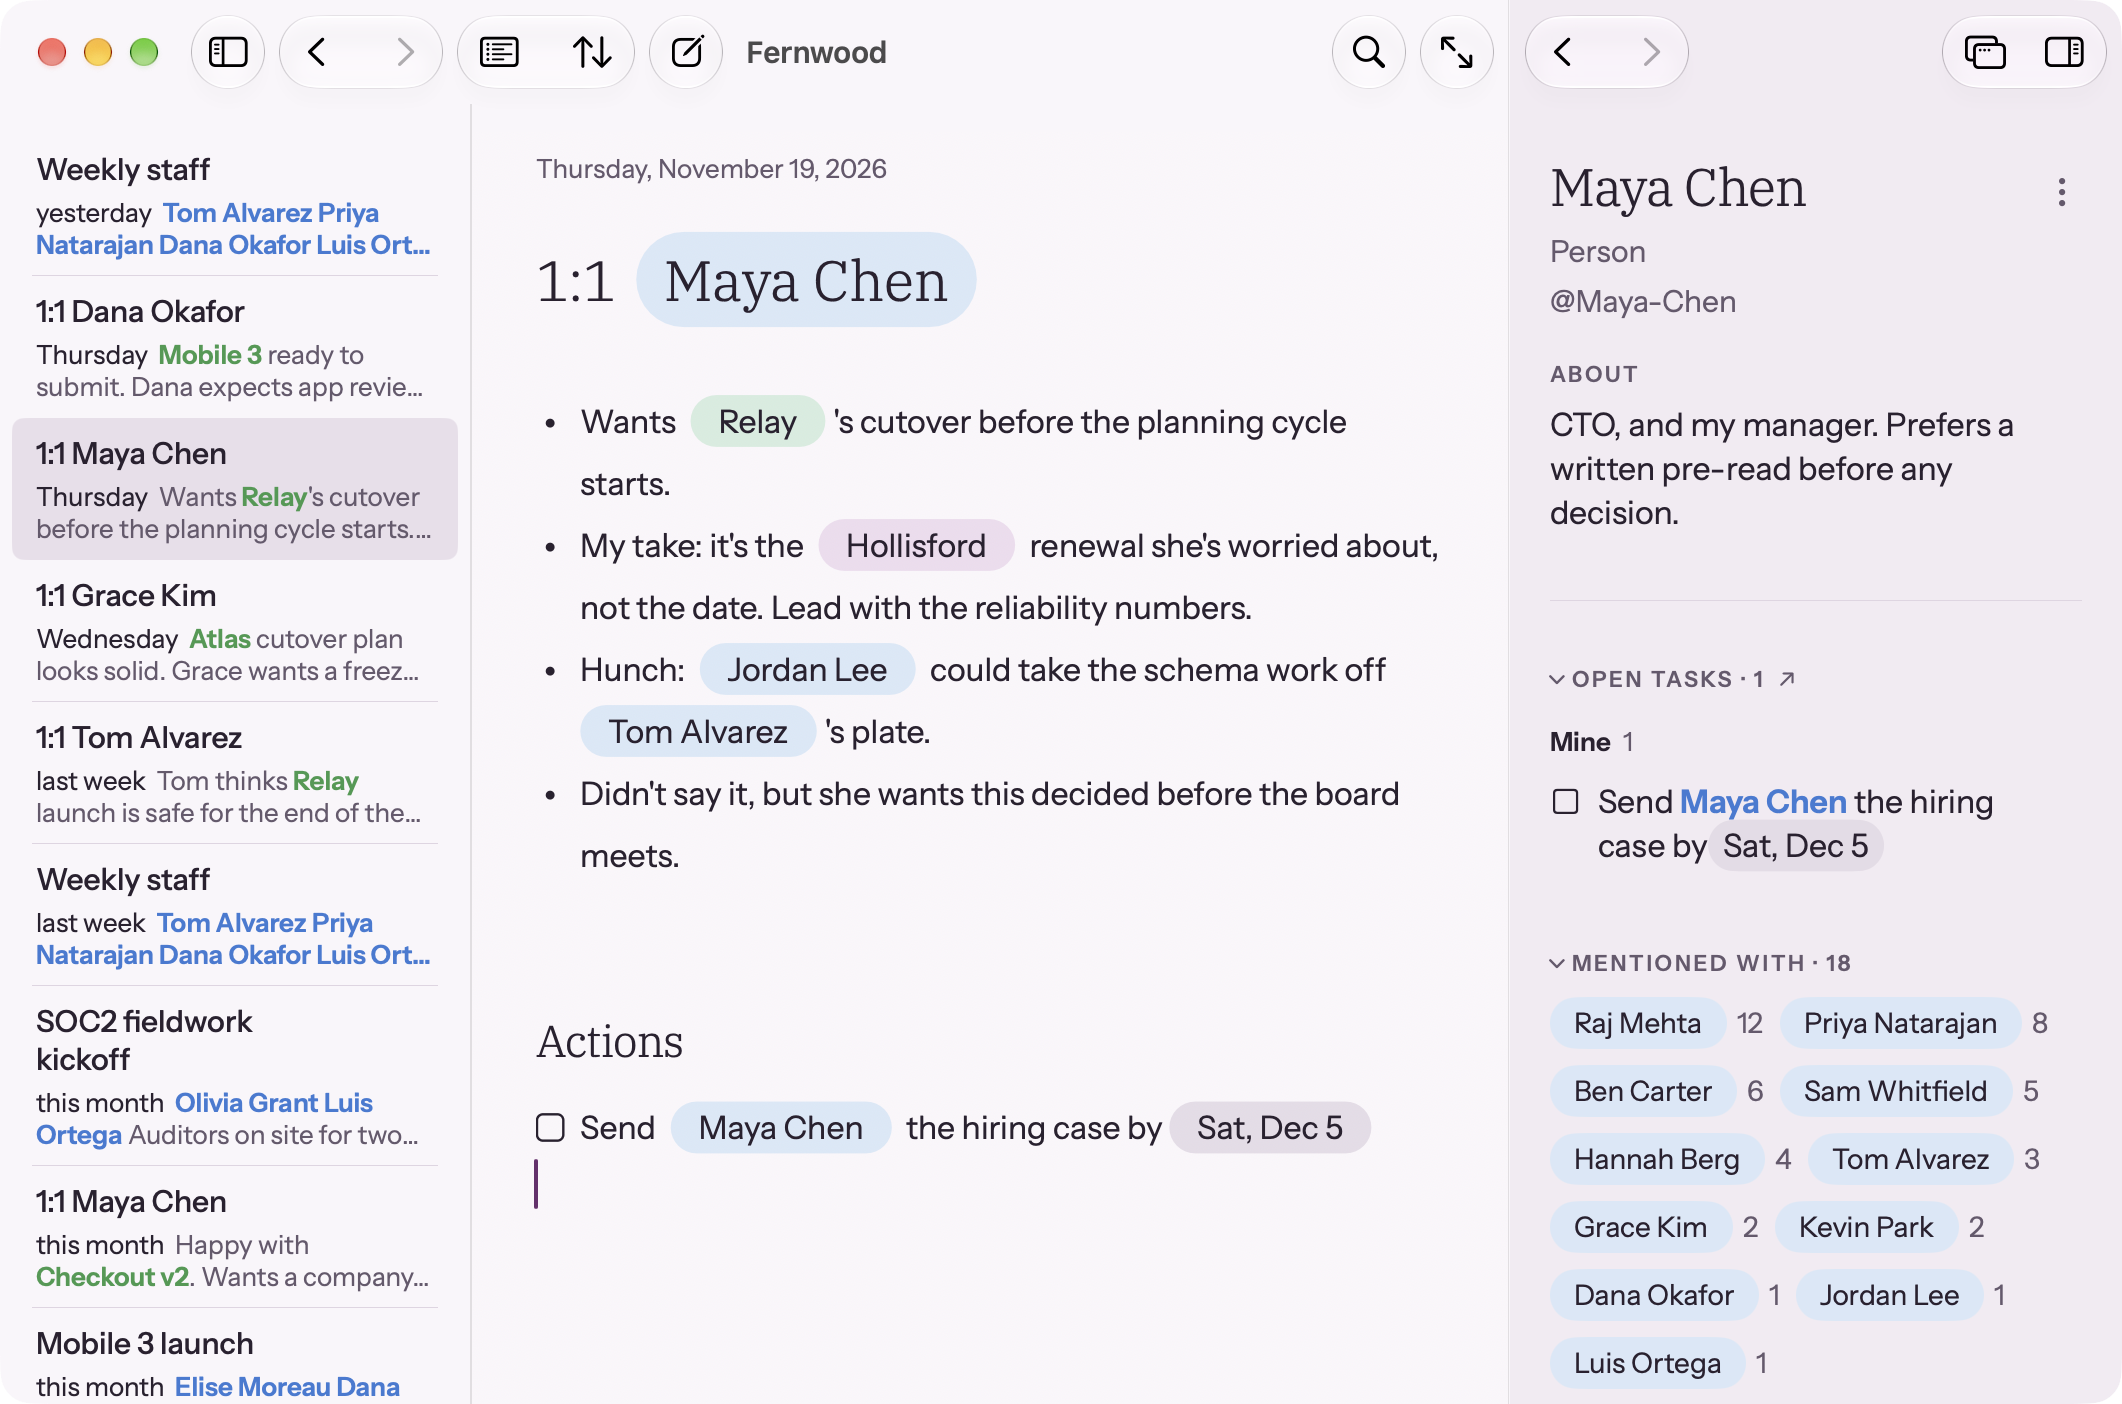 Fernwood
Weekly staff
yesterday Tom Alvarez Priya
Natarajan Dana Okafor Luis Ort...
1:1 Dana Okafor
Thursday Mobile 3 ready to
submit. Dana expects app revie...
1:1 Maya Chen
Thursday Wants Relay's cutover
before the planning cycle starts....
1:1 Grace Kim
Wednesday Atlas cutover plan
looks solid. Grace wants a freez...
1:1 Tom Alvarez
last week Tom thinks Relay
launch is safe for the end of the...
Weekly staff
last week Tom Alvarez Priya
Natarajan Dana Okafor Luis Ort...
SOC2 fieldwork
kickoff
this month Olivia Grant Luis
Ortega Auditors on site for two...
1:1 Maya Chen
this month Happy with
Checkout v2. Wants a company...
Mobile 3 launch
this month Elise Moreau Dana
Thursday, November 19, 2026
1:1 Maya Chen
• Wants Relay 's cutover before the planning cycle
starts.
• My take: it's the Hollisford renewal she's worried about,
not the date. Lead with the reliability numbers.
• Hunch: Jordan Lee could take the schema work off
Tom Alvarez 's plate.
• Didn't say it, but she wants this decided before the board
meets.
Actions
Send Maya Chen the hiring case by Sat, Dec 5
Maya Chen
Person
@Maya-Chen
ABOUT
CTO, and my manager. Prefers a
written pre-read before any
decision.
OPEN TASKS · 1
Mine 1
Send Maya Chen the hiring
case by Sat, Dec 5
MENTIONED WITH · 18
Raj Mehta 12 Priya Natarajan 8
Ben Carter 6 Sam Whitfield 5
Hannah Berg 4 Tom Alvarez 3
Grace Kim 2 Kevin Park 2
Dana Okafor 1 Jordan Lee 1
Luis Ortega 1